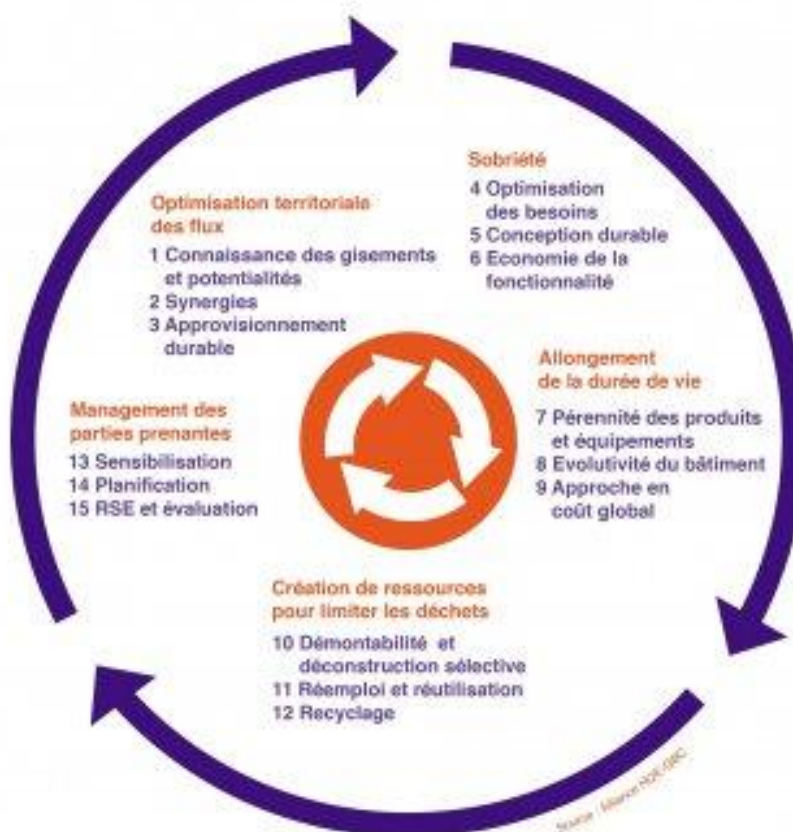 Optimisation territoriale
des flux
1 Connaissance des gisements
et potentialités
2 Synergies
3 Approvisionnement
durable
Sobriété
4 Optimisation
des besoins
5 Conception durable
6 Economie de la
fonctionnalité
Allongement
de la durée de vie
7 Pérennité des produits
et équipements
8 Evolutivité du bâtiment
9 Approche en
coût global
Création de ressources
pour limiter les déchets
10 Démontabilité et
déconstruction sélective
11 Réemploi et réutilisation
12 Recyclage
Management des
parties prenantes
13 Sensibilisation
14 Planification
15 RSE et évaluation
Source : Alliance HQE-GBC